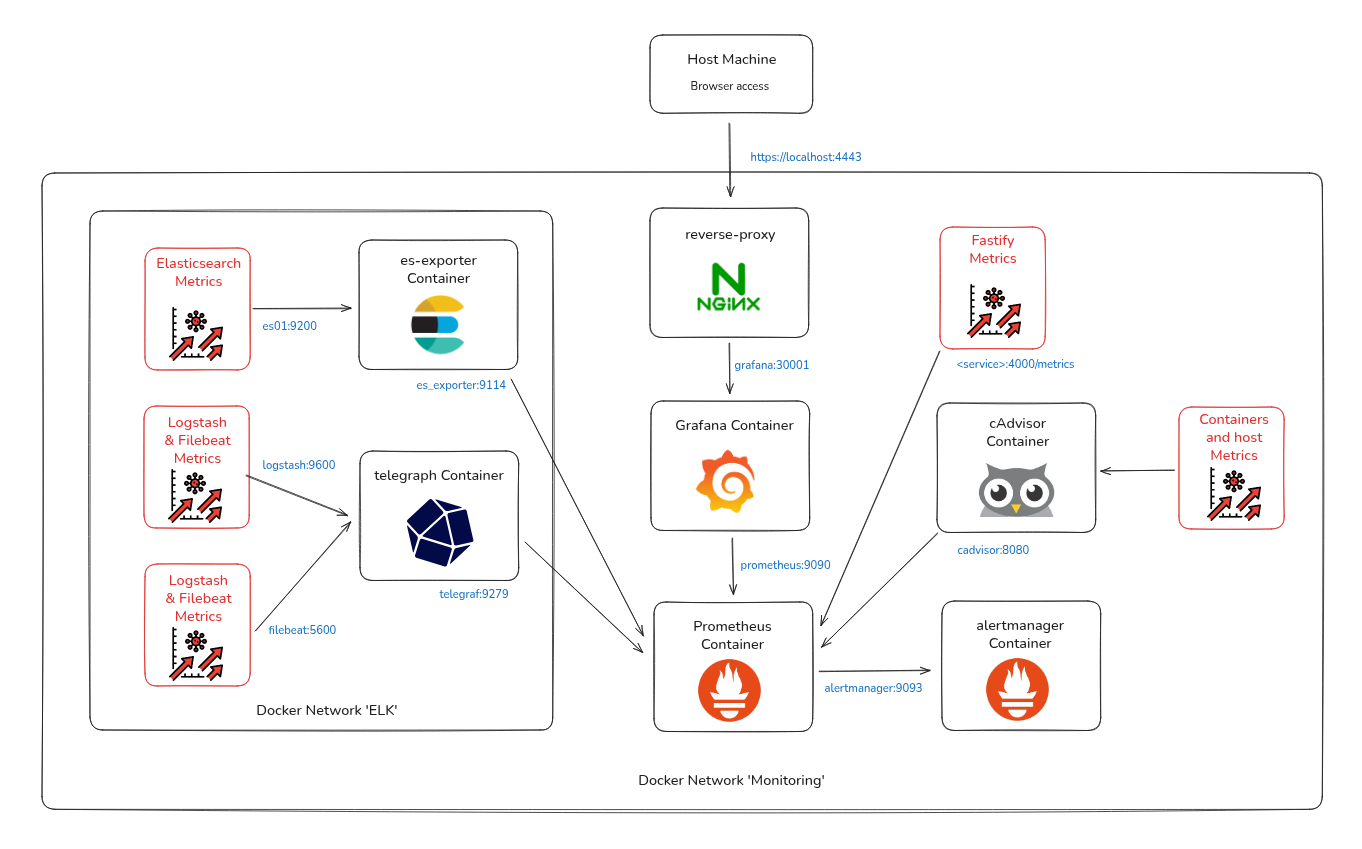 Host Machine
Browser access
https://localhost:4443
reverse-proxy
NGINX
grafana:30001
Elasticsearch
Metrics
es01:9200
es-exporter
Container
es_exporter:9114
Fastify
Metrics
<service>:4000/metrics
Logstash
& Filebeat
Metrics
logstash:9600
telegraph Container
telegraf:9279
Grafana Container
prometheus:9090
cAdvisor
Container
cadvisor:8080
Containers
and host
Metrics
Logstash
& Filebeat
Metrics
filebeat:5600
Prometheus
Container
alertmanager:9093
alertmanager
Container
Docker Network 'ELK'
Docker Network 'Monitoring'